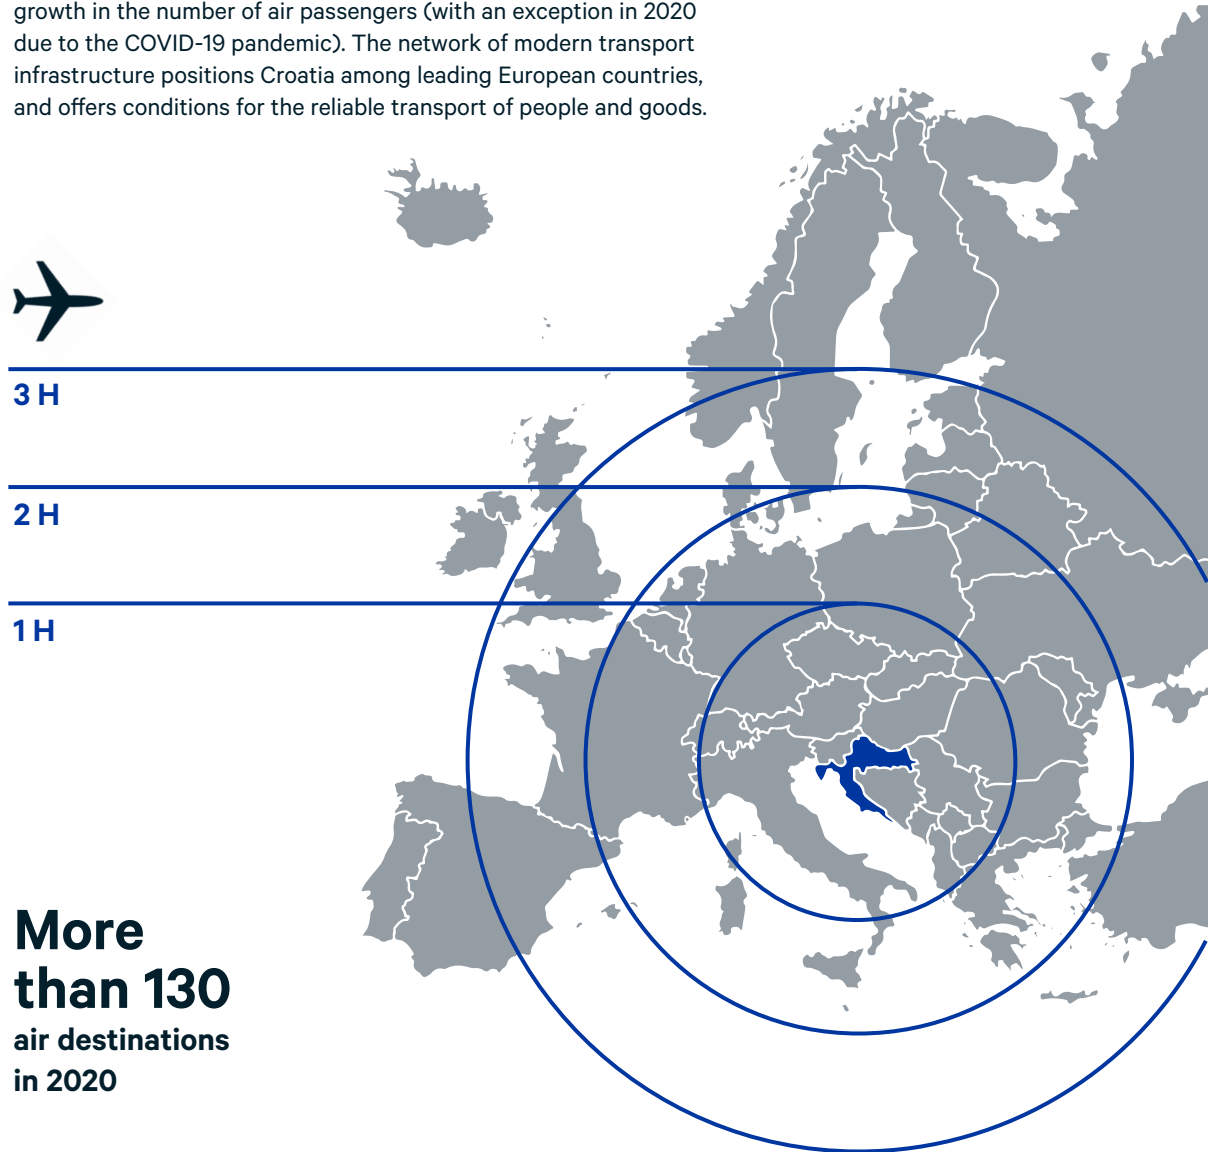 growth in the number of air passengers (with an exception in 2020
due to the COVID-19 pandemic). The network of modern transport
infrastructure positions Croatia among leading European countries,
and offers conditions for the reliable transport of people and goods.
3 H
2 H
1 H
More
than 130
air destinations
in 2020